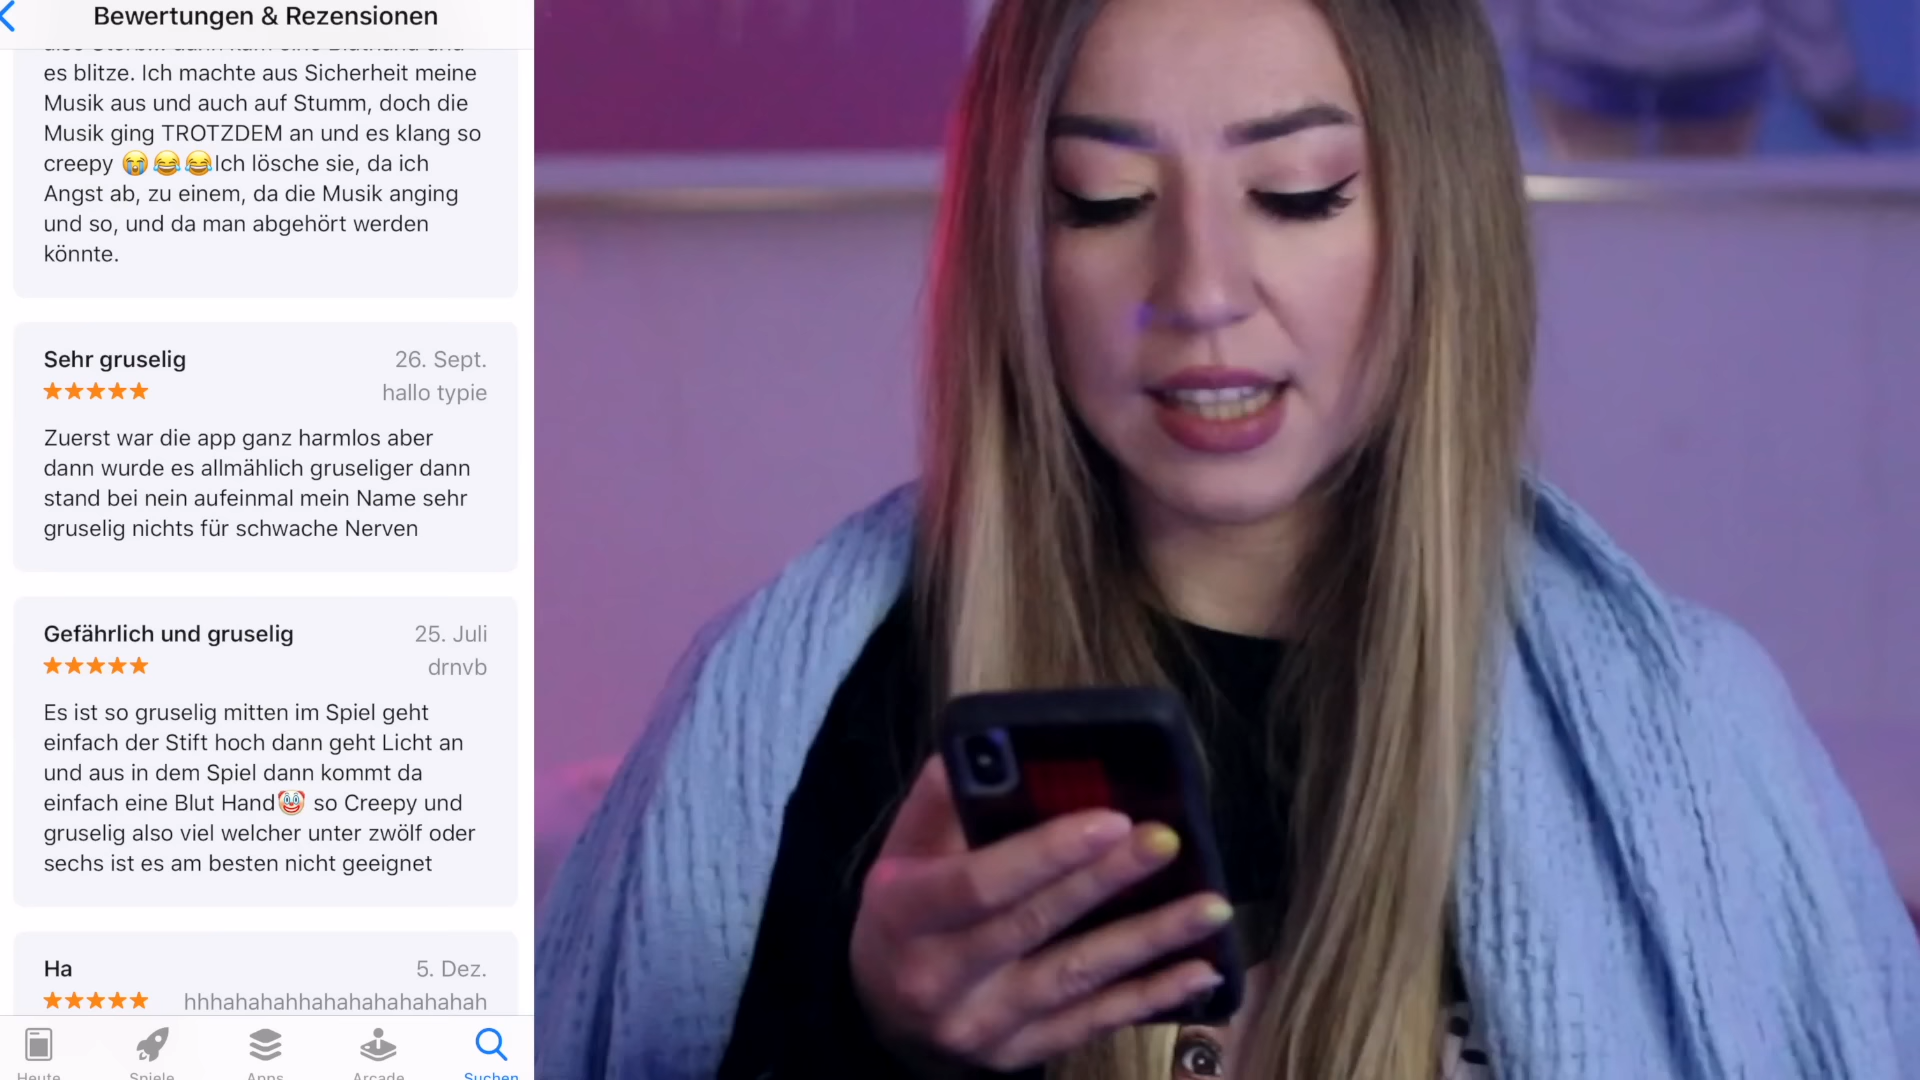 Bewertungen & Rezensionen
es blitze. Ich machte aus Sicherheit meine
Musik aus und auch auf Stumm, doch die
Musik ging TROTZDEM an und es klang so
creepy 😭😂😂Ich lösche sie, da ich
Angst ab, zu einem, da die Musik anging
und so, und da man abgehört werden
könnte.
Sehr gruselig 26. Sept.
hallo typie
Zuerst war die app ganz harmlos aber
dann wurde es allmählich gruseliger dann
stand bei nein aufeinmal mein Name sehr
gruselig nichts für schwache Nerven
Gefährlich und gruselig 25. Juli
drnvb
Es ist so gruselig mitten im Spiel geht
einfach der Stift hoch dann geht Licht an
und aus in dem Spiel dann kommt da
einfach eine Blut Hand🤡 so Creepy und
gruselig also viel welcher unter zwölf oder
sechs ist es am besten nicht geeignet
Ha 5. Dez.
hhhahahahhahahahahahahah
Heute Spiele Apps Arcade Suchen